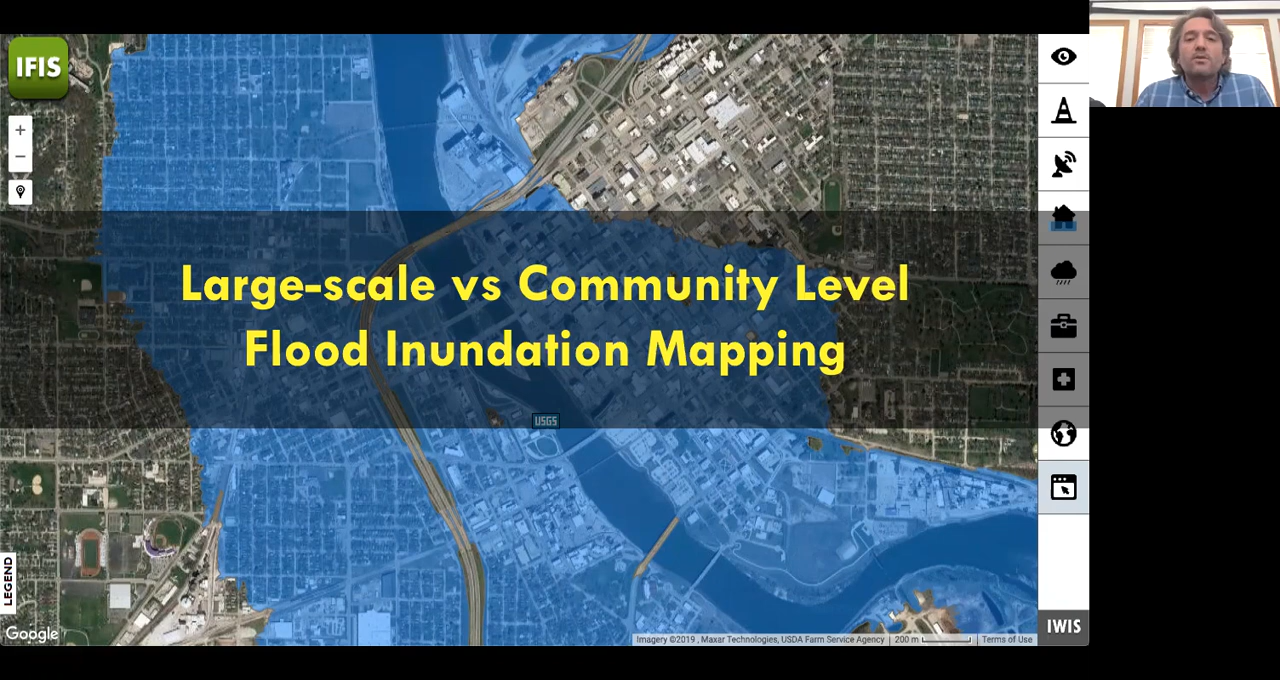 IFIS
Large-scale vs Community Level
Flood Inundation Mapping
USGS
LEGEND
Google
Imagery ©2019 , Maxar Technologies, USDA Farm Service Agency
200 m
Terms of Use
IWIS